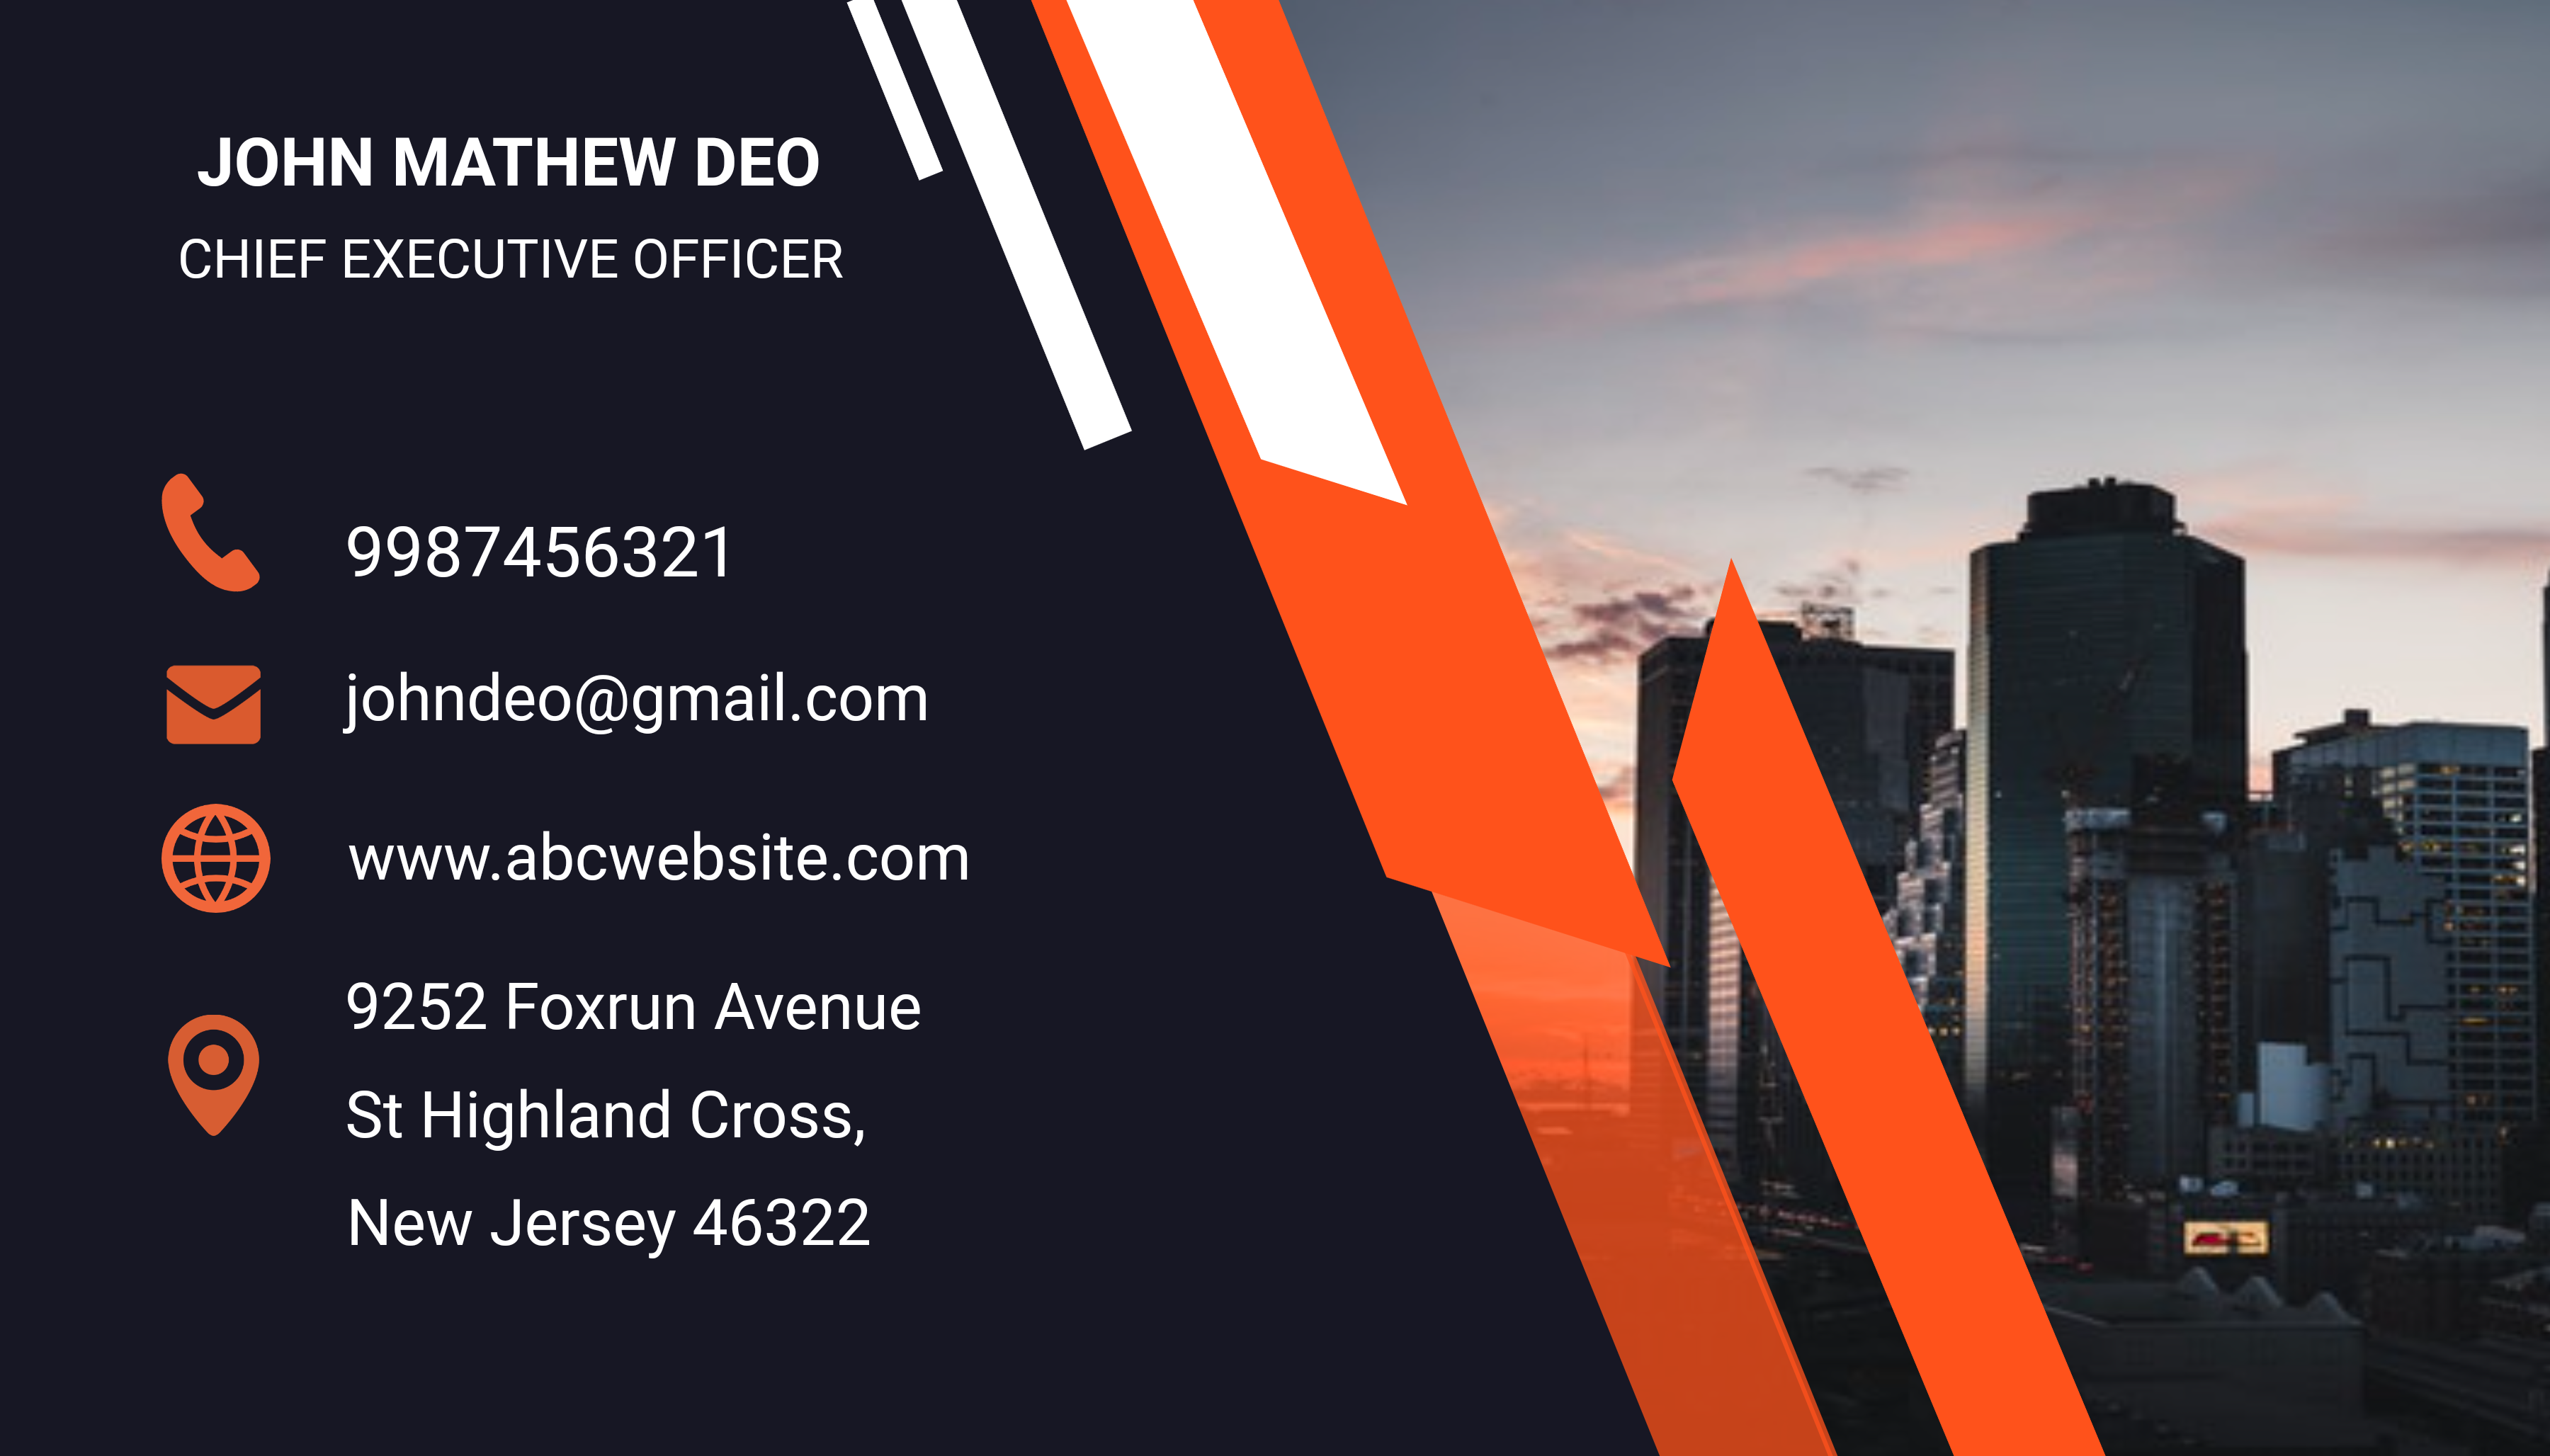 JOHN MATHEW DEO
CHIEF EXECUTIVE OFFICER
9987456321
johndeo@gmail.com
www.abcwebsite.com
9252 Foxrun Avenue
St Highland Cross,
New Jersey 46322